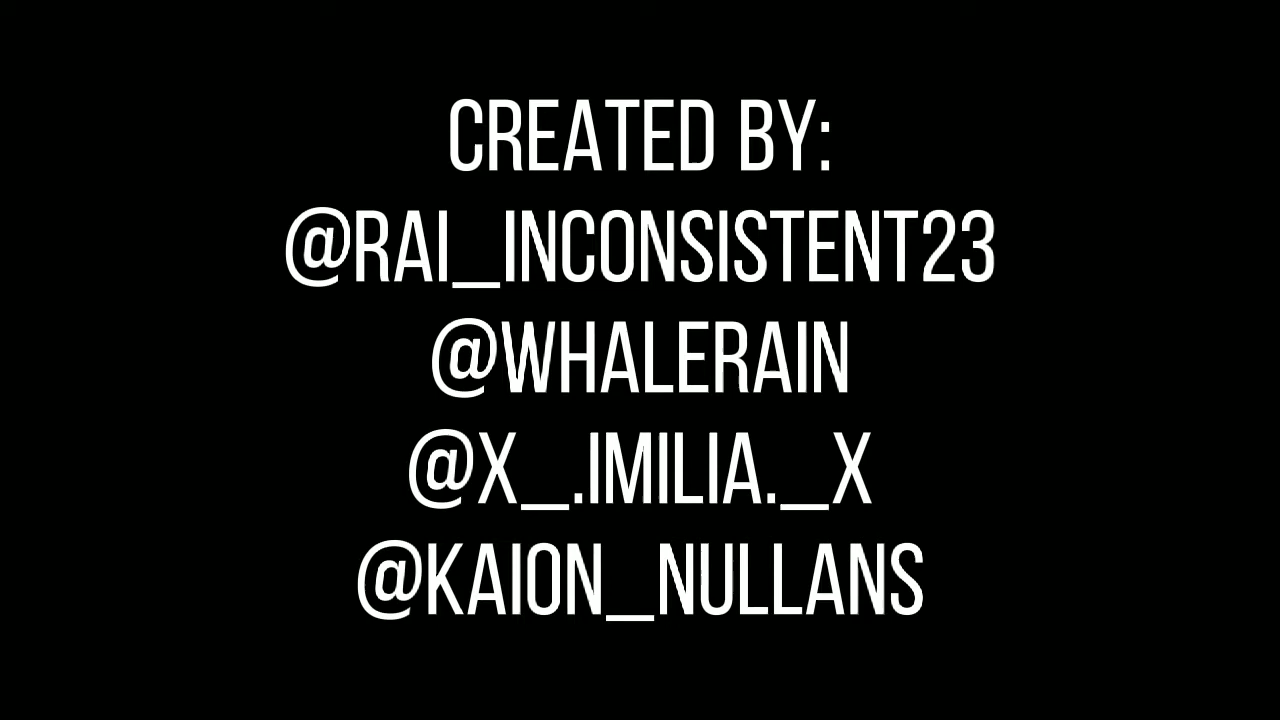 CREATED BY:
@RAI_INCONSISTENT23
@WHALERAIN
@X_.IMILIA._X
@KAION_NULLANS